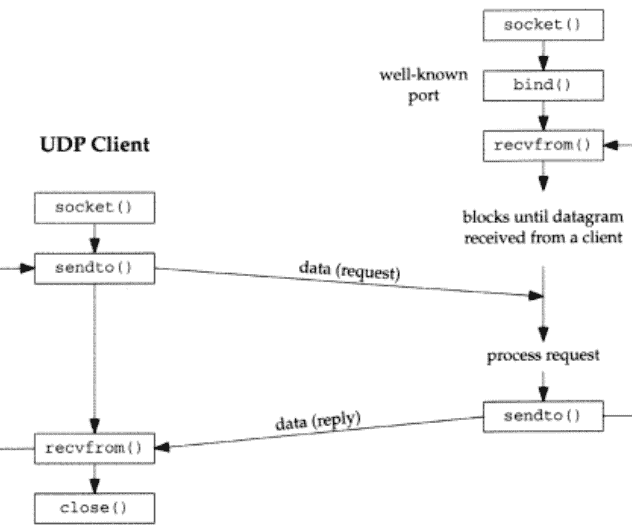 socket()
well-known
port
bind()
recvfrom()
UDP Client
blocks until datagram
received from a client
socket()
sendto()
data (request)
process request
sendto()
data (reply)
recvfrom()
close()